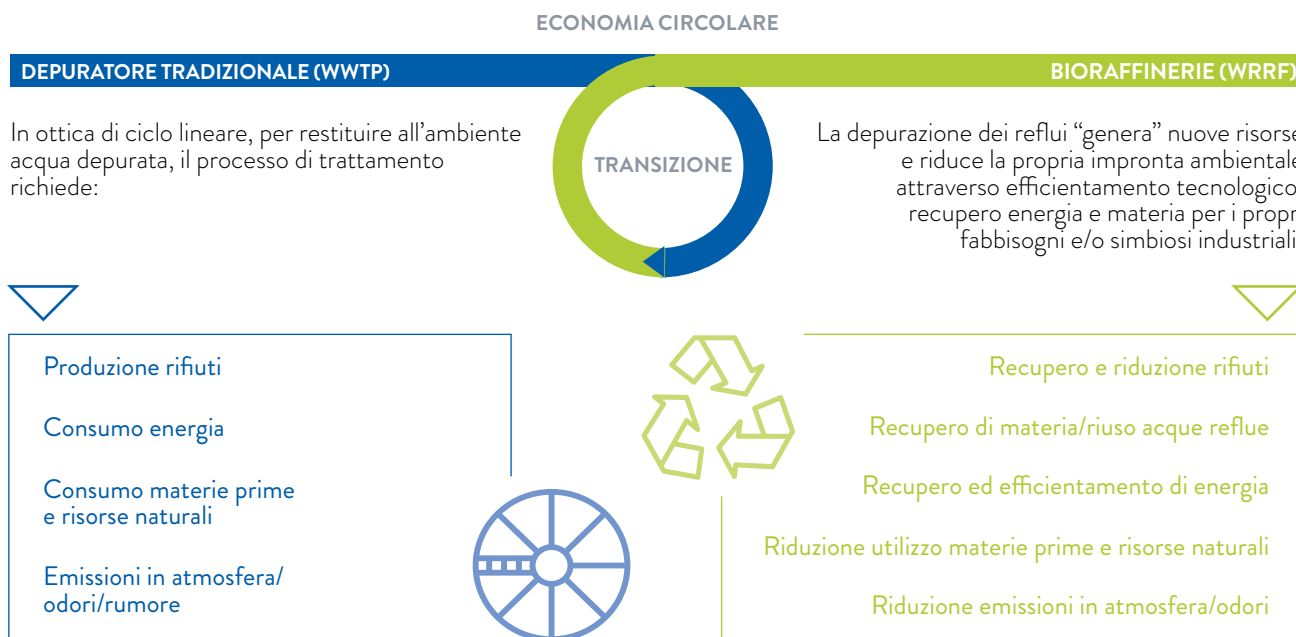 ECONOMIA CIRCOLARE
DEPURATORE TRADIZIONALE (WWTP)
BIORAFFINERIE (WRRF)
In ottica di ciclo lineare, per restituire all'ambiente
acqua depurata, il processo di trattamento
richiede:
TRANSIZIONE
La depurazione dei reflui “genera” nuove risorse
e riduce la propria impronta ambientale
attraverso efficientamento tecnologico
recupero energia e materia per i propr
fabbisogni e/o simbiosi industriali
Produzione rifiuti
Consumo energia
Consumo materie prime
e risorse naturali
Emissioni in atmosfera/
odori/rumore
Recupero e riduzione rifiuti
Recupero di materia/riuso acque reflue
Recupero ed efficientamento di energia
Riduzione utilizzo materie prime e risorse naturali
Riduzione emissioni in atmosfera/odori